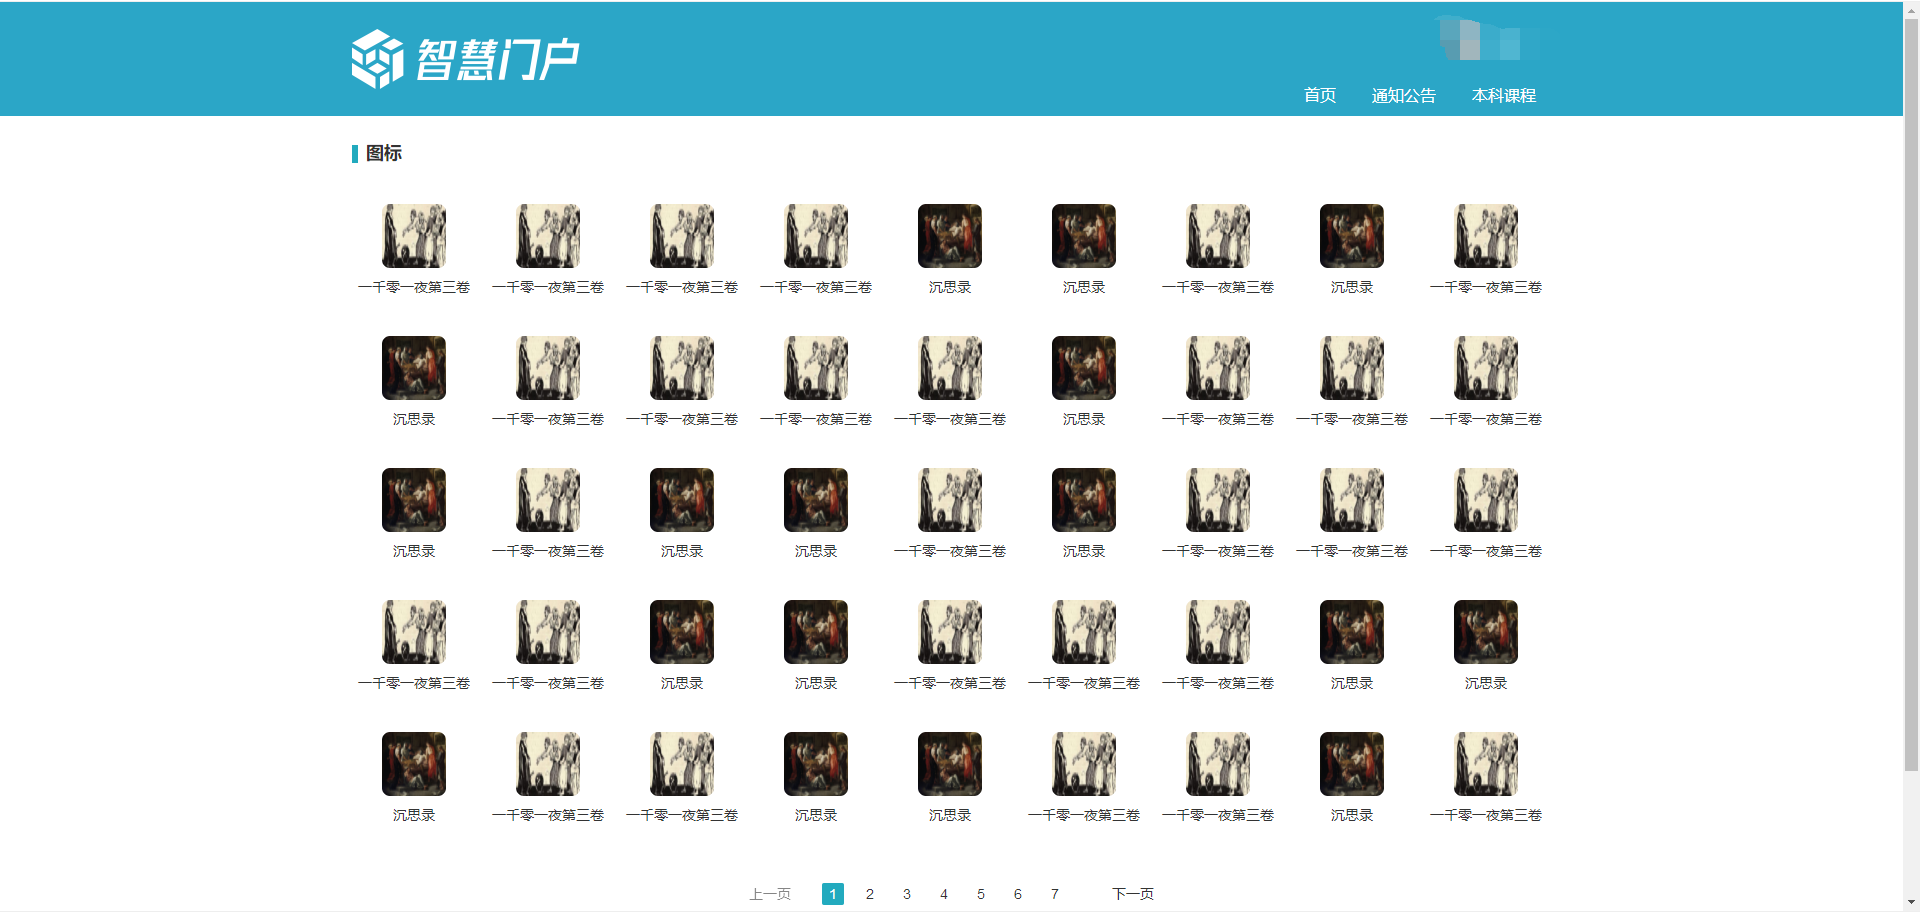 智慧门户
首页 通知公告 本科课程
图标
一千零一夜第三卷 一千零一夜第三卷 一千零一夜第三卷 一千零一夜第三卷 沉思录 沉思录 一千零一夜第三卷 沉思录 一千零一夜第三卷
沉思录 一千零一夜第三卷 一千零一夜第三卷 一千零一夜第三卷 一千零一夜第三卷 沉思录 一千零一夜第三卷 一千零一夜第三卷 一千零一夜第三卷
沉思录 一千零一夜第三卷 沉思录 沉思录 一千零一夜第三卷 沉思录 一千零一夜第三卷 一千零一夜第三卷 一千零一夜第三卷
一千零一夜第三卷 一千零一夜第三卷 沉思录 沉思录 一千零一夜第三卷 一千零一夜第三卷 一千零一夜第三卷 沉思录 沉思录
沉思录 一千零一夜第三卷 一千零一夜第三卷 沉思录 沉思录 一千零一夜第三卷 一千零一夜第三卷 沉思录 一千零一夜第三卷
上一页 1 2 3 4 5 6 7 下一页